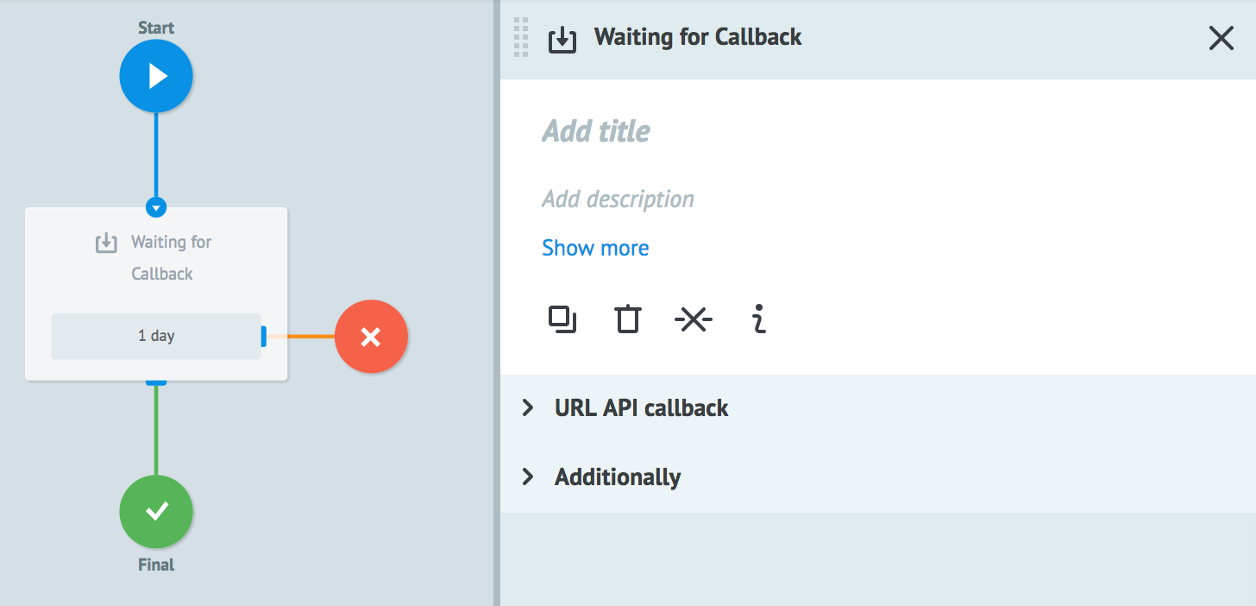 Start
Waiting for
Callback
1 day
Final
Waiting for Callback
Add title
Add description
Show more
URL API callback
Additionally